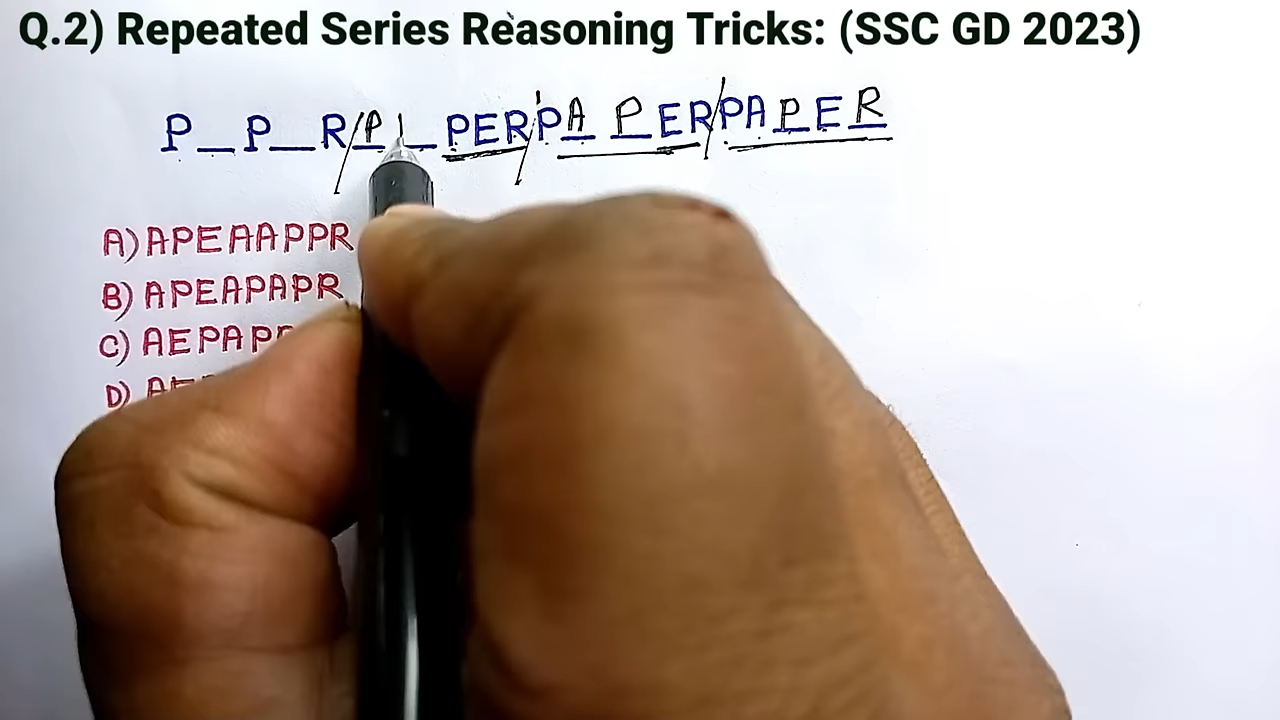 Q.2) Repeated Series Reasoning Tricks: (SSC GD 2023)
P_P_R/P_PER/PA PER/PAPER
A) APEAAPPR
B) APEAPAPR
C) AEPAP
D) A